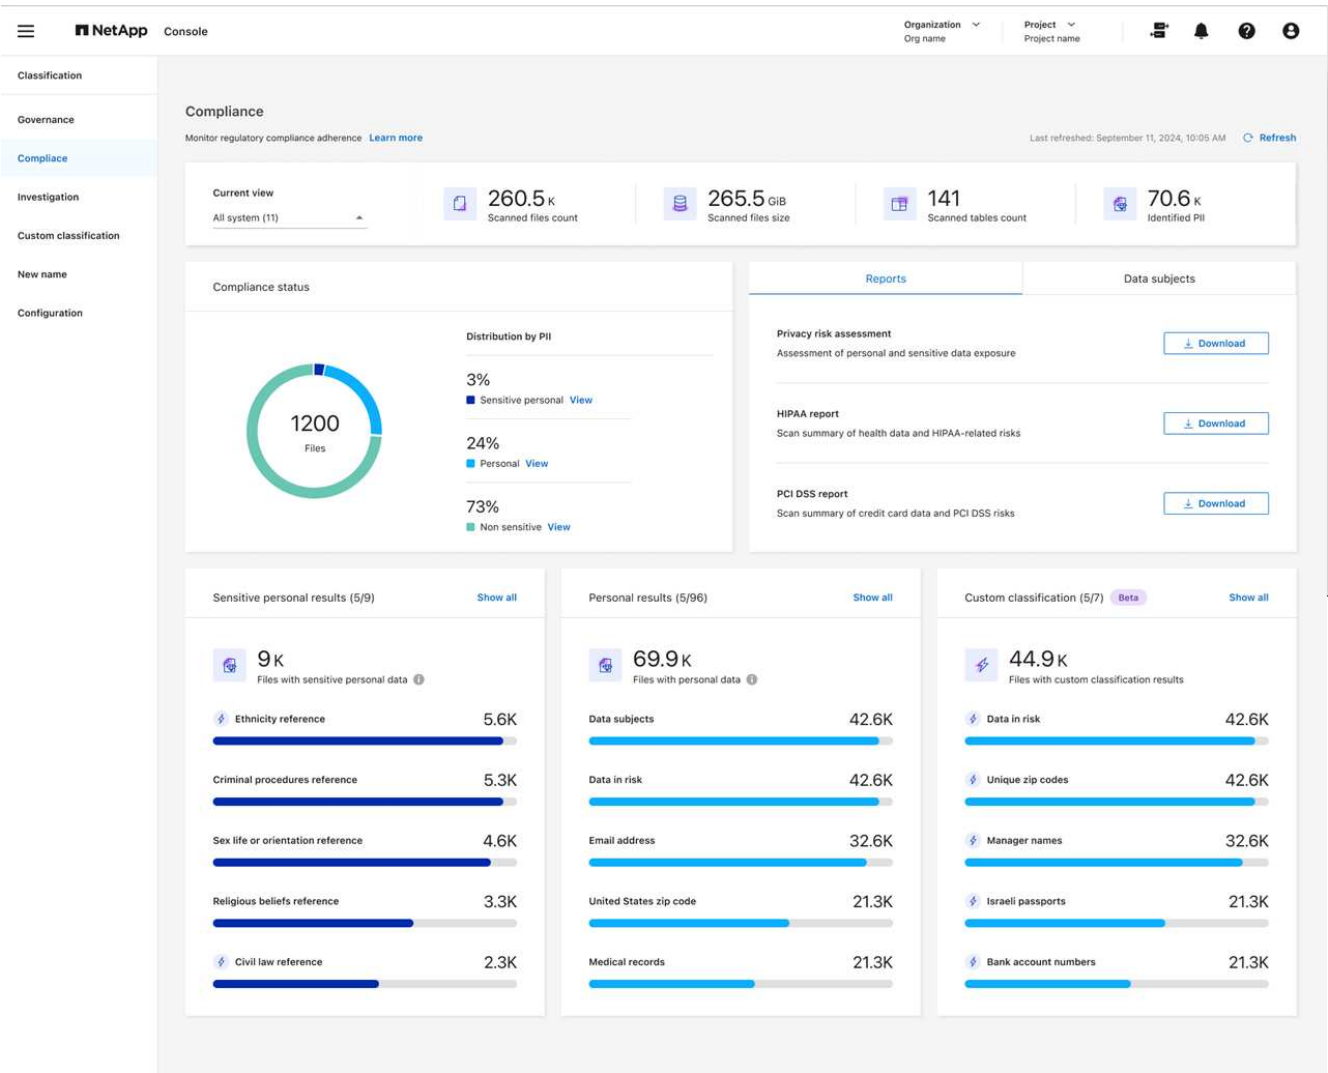 NetApp Console
Organization
Org name
Project
Project name
Classification
Governance
Compliace
Investigation
Custom classification
New name
Configuration
Compliance
Monitor regulatory compliance adherence Learn more
Last refreshed: September 11, 2024, 10:05 AM Refresh
Current view
All system (11)
260.5 K
Scanned files count
265.5 GiB
Scanned files size
141
Scanned tables count
70.6 K
Identified PII
Compliance status
1200
Files
Distribution by PII
3%
Sensitive personal View
24%
Personal View
73%
Non sensitive View
Reports
Data subjects
Privacy risk assessment
Assessment of personal and sensitive data exposure
Download
HIPAA report
Scan summary of health data and HIPAA-related risks
Download
PCI DSS report
Scan summary of credit card data and PCI DSS risks
Download
Sensitive personal results (5/9) Show all
9 K
Files with sensitive personal data
Ethnicity reference 5.6K
Criminal procedures reference 5.3K
Sex life or orientation reference 4.6K
Religious beliefs reference 3.3K
Civil law reference 2.3K
Personal results (5/96) Show all
69.9 K
Files with personal data
Data subjects 42.6K
Data in risk 42.6K
Email address 32.6K
United States zip code 21.3K
Medical records 21.3K
Custom classification (5/7) Beta Show all
44.9 K
Files with custom classification results
Data in risk 42.6K
Unique zip codes 42.6K
Manager names 32.6K
Israeli passports 21.3K
Bank account numbers 21.3K